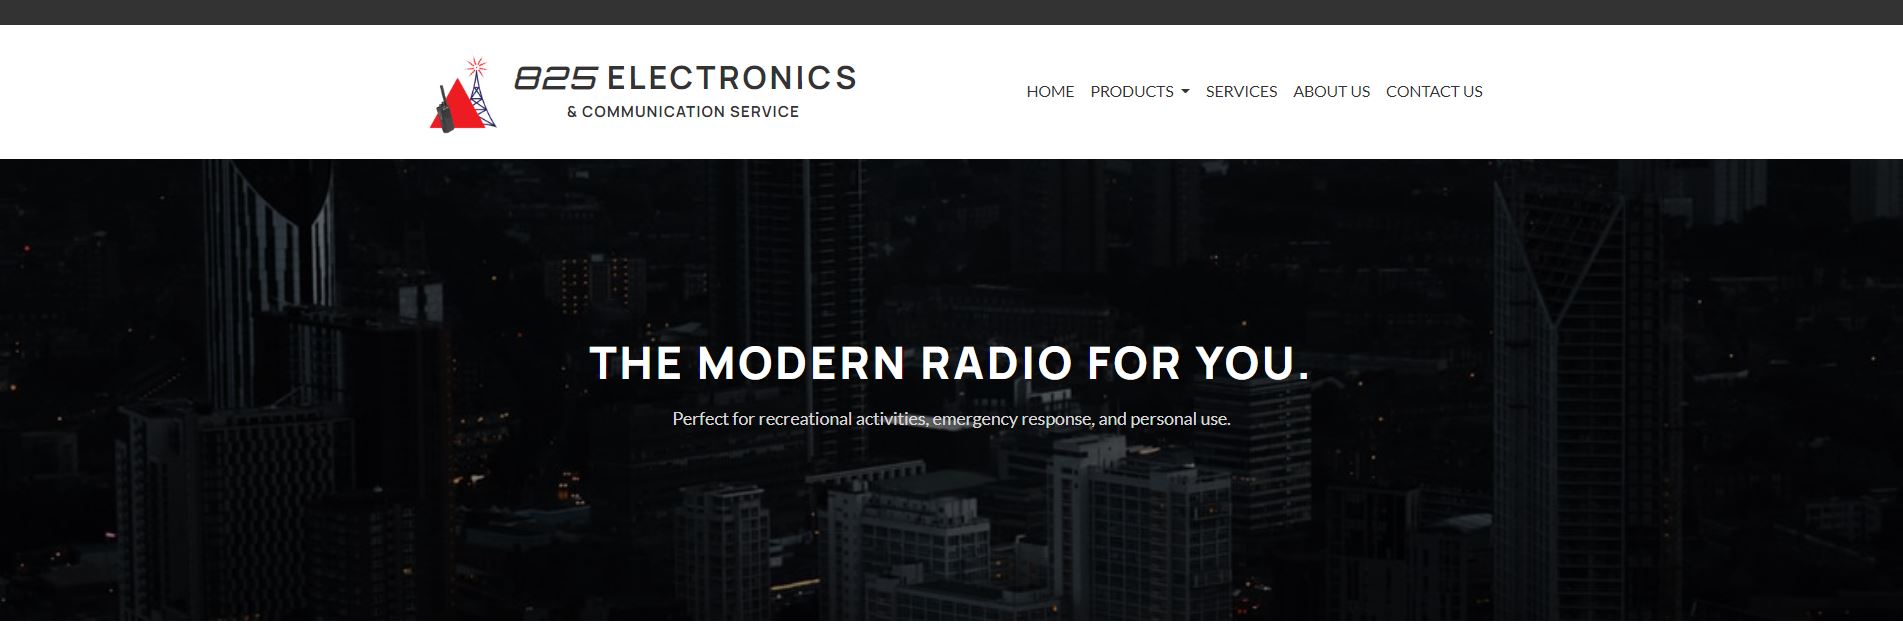 825 ELECTRONICS
& COMMUNICATION SERVICE
HOME PRODUCTS SERVICES ABOUT US CONTACT US
THE MODERN RADIO FOR YOU.
Perfect for recreational activities, emergency response, and personal use.